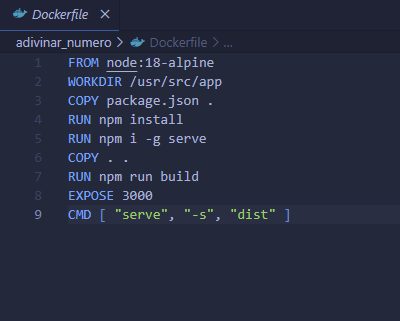 Dockerfile ×
adivinar_numero > Dockerfile > ...
1 FROM node:18-alpine
2 WORKDIR /usr/src/app
3 COPY package.json .
4 RUN npm install
5 RUN npm i -g serve
6 COPY . .
7 RUN npm run build
8 EXPOSE 3000
9 CMD [ "serve", "-s", "dist" ]